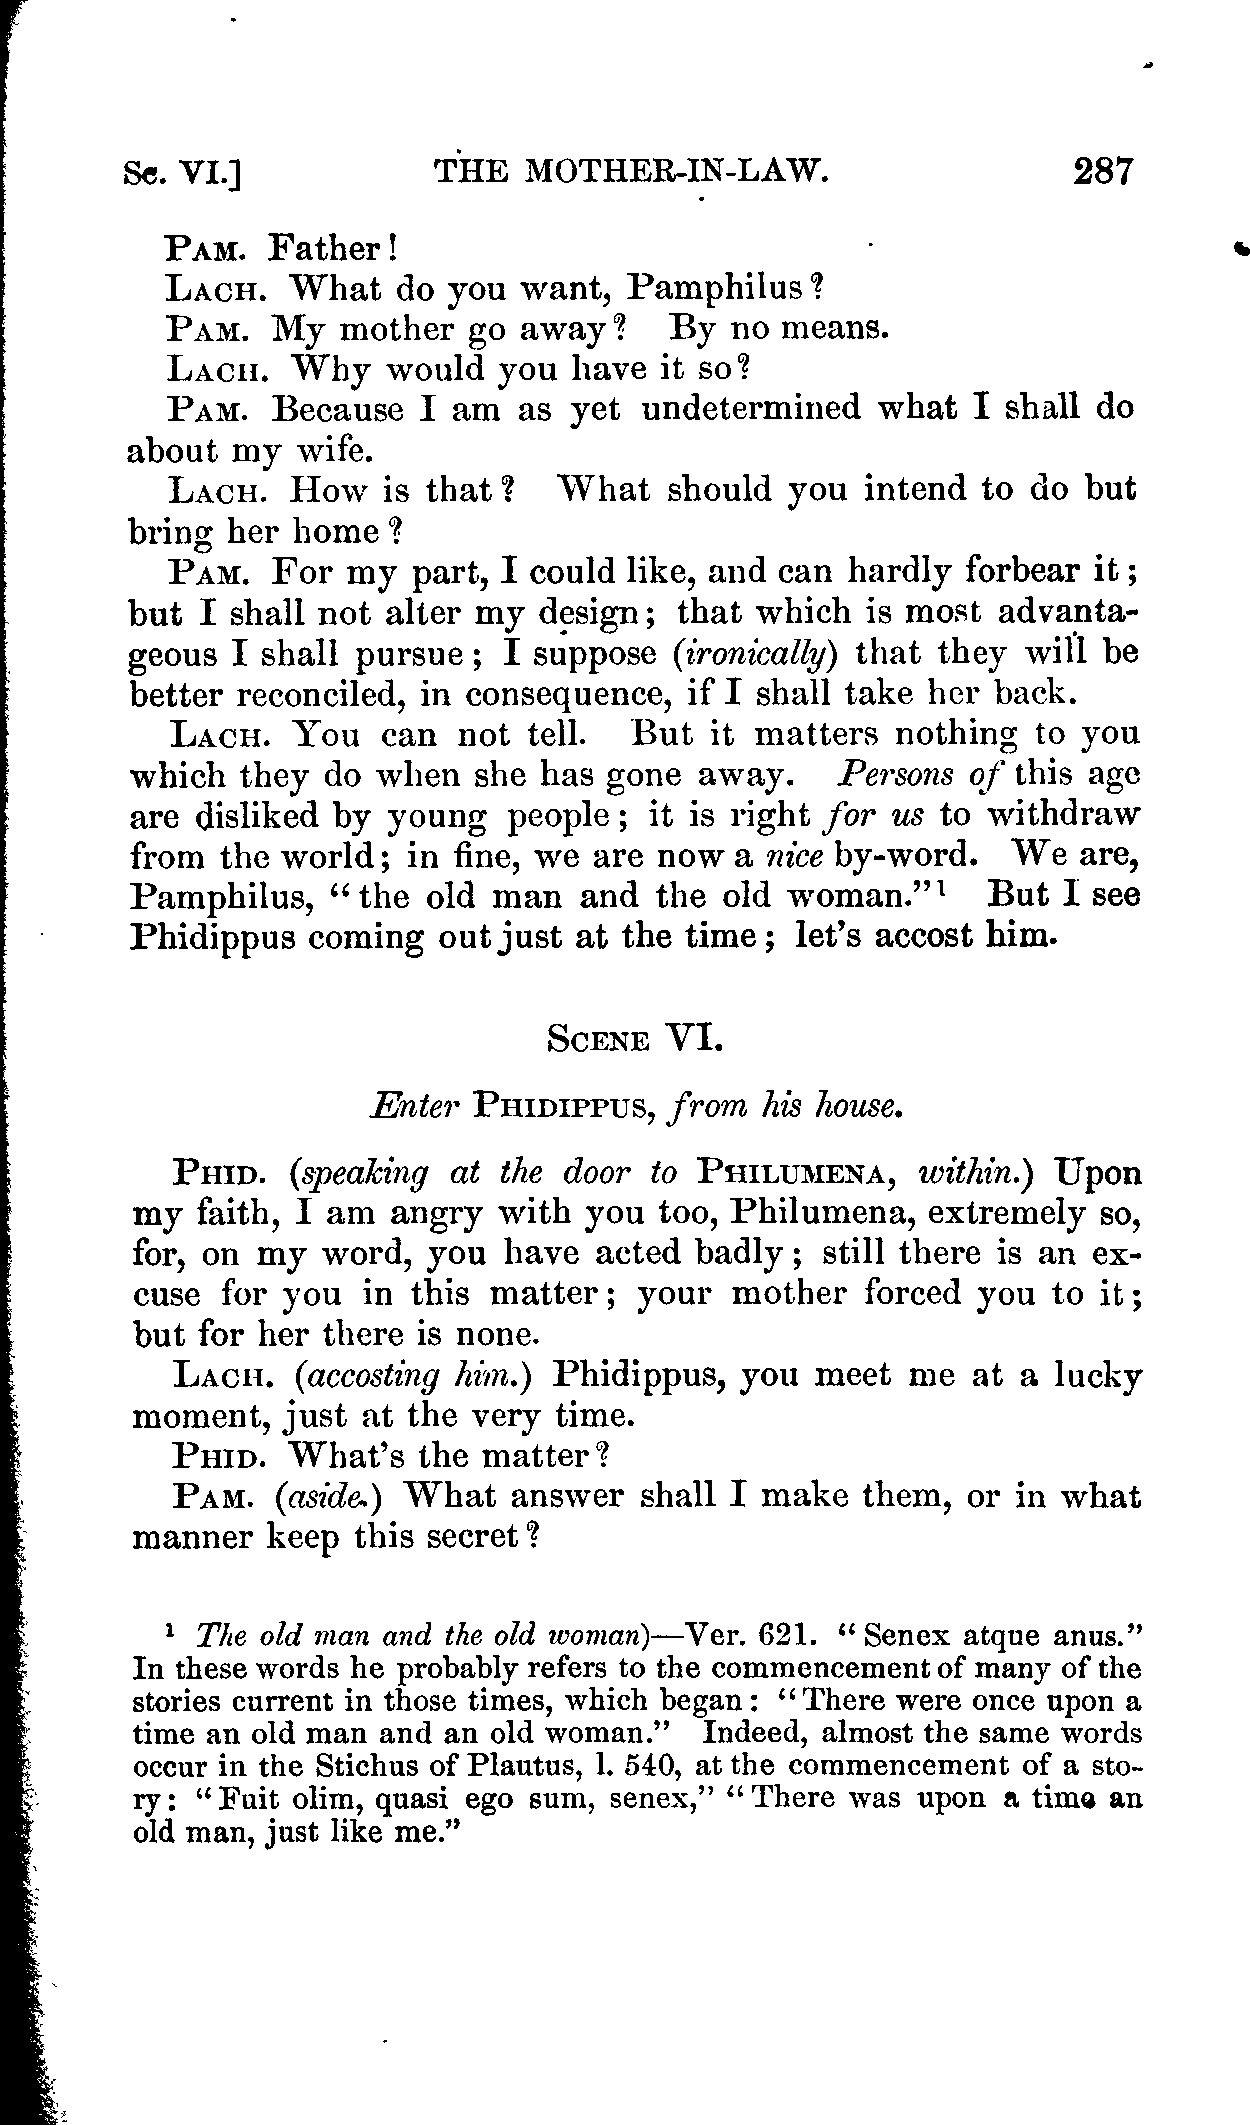 Sc. VI.] THE MOTHER-IN-LAW. 287
PAM. Father!
LACH. What do you want, Pamphilus?
PAM. My mother go away? By no means.
LACH. Why would you have it so?
PAM. Because I am as yet undetermined what I shall do
about my wife.
LACH. How is that? What should you intend to do but
bring her home?
PAM. For my part, I could like, and can hardly forbear it;
but I shall not alter my design; that which is most advanta-
geous I shall pursue; I suppose (ironically) that they will be
better reconciled, in consequence, if I shall take her back.
LACH. You can not tell. But it matters nothing to you
which they do when she has gone away. Persons of this age
are disliked by young people; it is right for us to withdraw
from the world; in fine, we are now a nice by-word. We are,
Pamphilus, "the old man and the old woman."¹ But I see
Phidippus coming out just at the time; let's accost him.
SCENE VI.
Enter PHIDIPPUS, from his house.
PHID. (speaking at the door to PHILUMENA, within.) Upon
my faith, I am angry with you too, Philumena, extremely so,
for, on my word, you have acted badly; still there is an ex-
cuse for you in this matter; your mother forced you to it;
but for her there is none.
LACH. (accosting him.) Phidippus, you meet me at a lucky
moment, just at the very time.
PHID. What's the matter?
PAM. (aside.) What answer shall I make them, or in what
manner keep this secret?
¹ The old man and the old woman)—Ver. 621. "Senex atque anus."
In these words he probably refers to the commencement of many of the
stories current in those times, which began: "There were once upon a
time an old man and an old woman." Indeed, almost the same words
occur in the Stichus of Plautus, l. 540, at the commencement of a sto-
ry: "Fuit olim, quasi ego sum, senex," "There was upon a time an
old man, just like me."